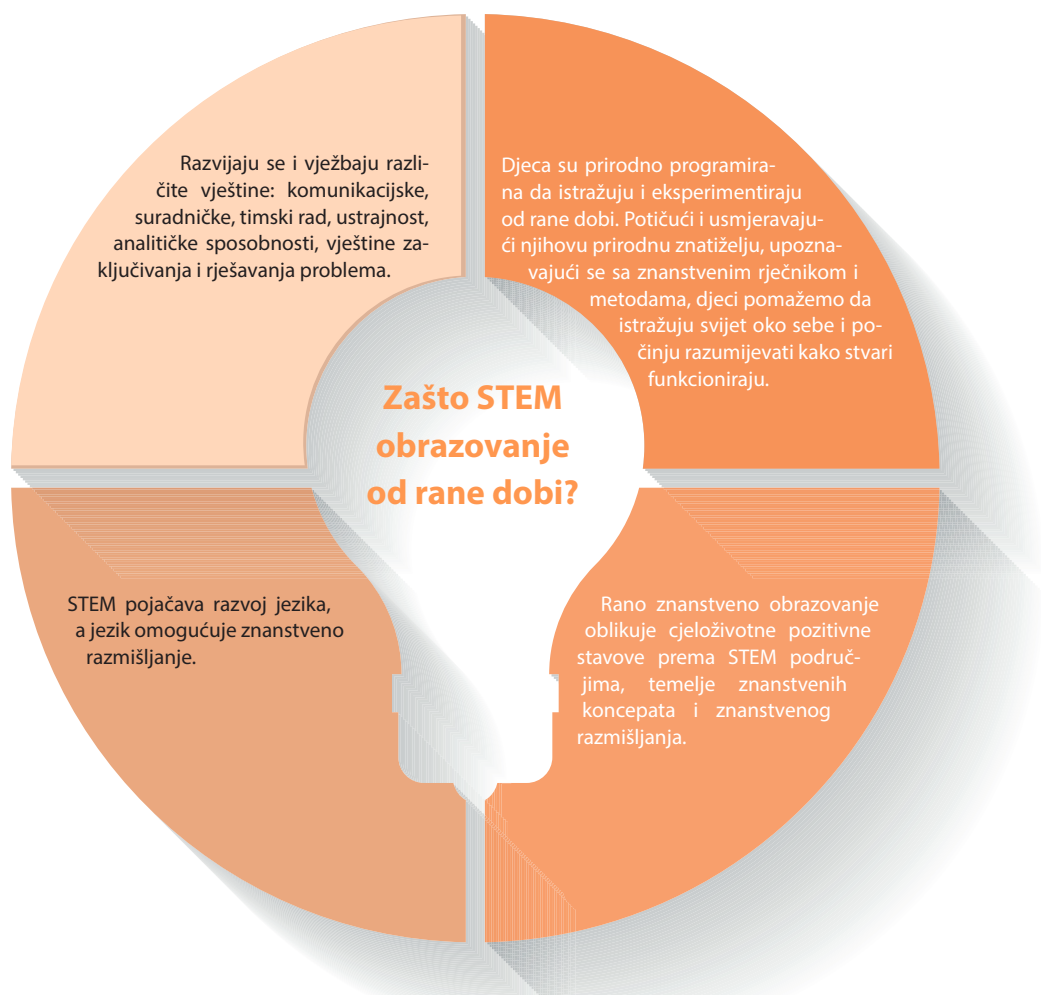 Razvijaju se i vježbaju razli-
čite vještine: komunikacijske,
suradničke, timski rad, ustrajnost,
analitičke sposobnosti, vještine za-
ključivanja i rješavanja problema.
Djeca su prirodno programira-
na da istražuju i eksperimentiraju
od rane dobi. Potičući i usmjeravaju-
ći njihovu prirodnu znatiželju, upozna-
vajući se sa znanstvenim rječnikom i
metodama, djeci pomažemo da
istražuju svijet oko sebe i po-
činju razumijevati kako stvari
funkcioniraju.
Zašto STEM
obrazovanje
od rane dobi?
STEM pojačava razvoj jezika,
a jezik omogućuje znanstveno
razmišljanje.
Rano znanstveno obrazovanje
oblikuje cjeloživotne pozitivne
stavove prema STEM područ-
jima, temelje znanstvenih
koncepata i znanstvenog
razmišljanja.